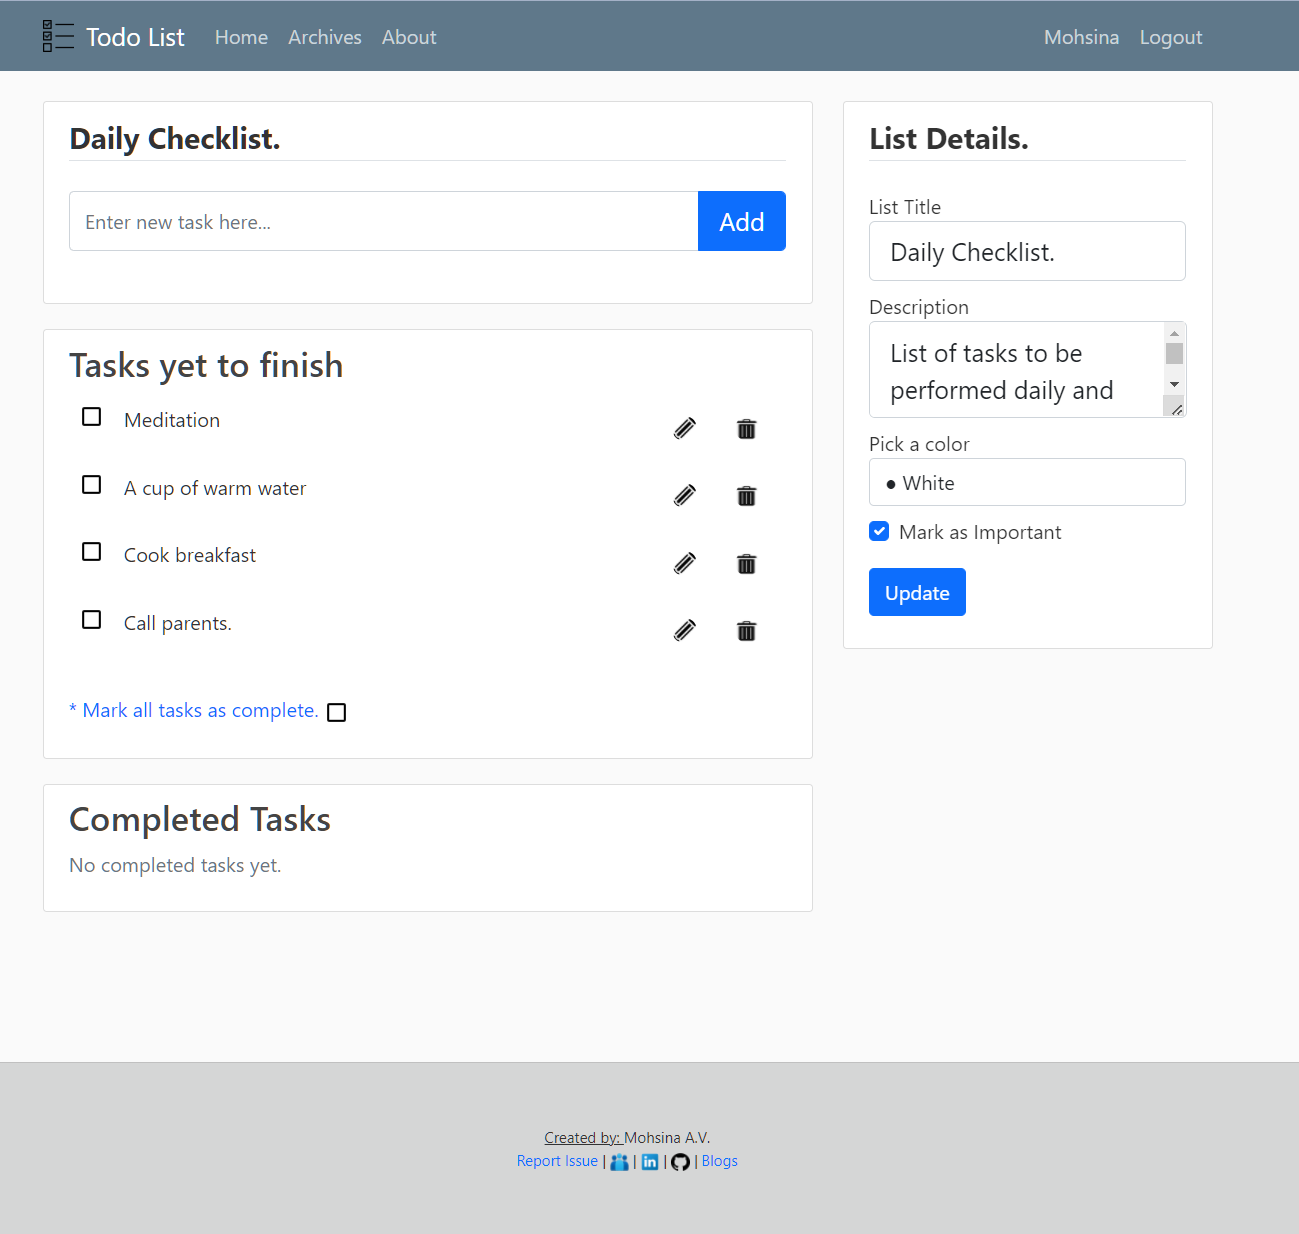 Todo List Home Archives About Mohsina Logout
Daily Checklist.
Enter new task here... Add
Tasks yet to finish
Meditation
A cup of warm water
Cook breakfast
Call parents.
* Mark all tasks as complete.
Completed Tasks
No completed tasks yet.
List Details.
List Title
Daily Checklist.
Description
List of tasks to be
performed daily and
Pick a color
● White
Mark as Important
Update
Created by: Mohsina A.V.
Report Issue | | in | | Blogs